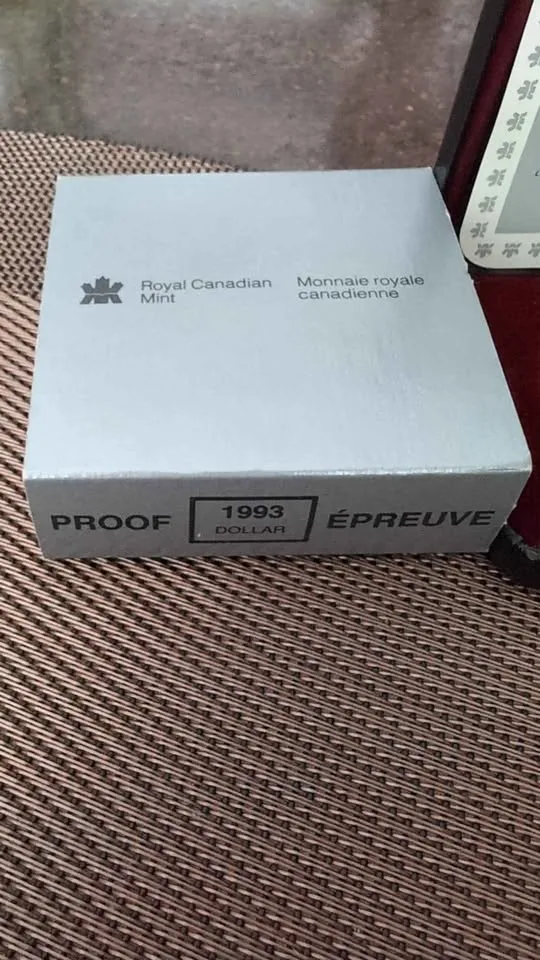 Royal Canadian
Mint
Monnaie royale
canadienne
PROOF
1993
DOLLAR
ÉPREUVE